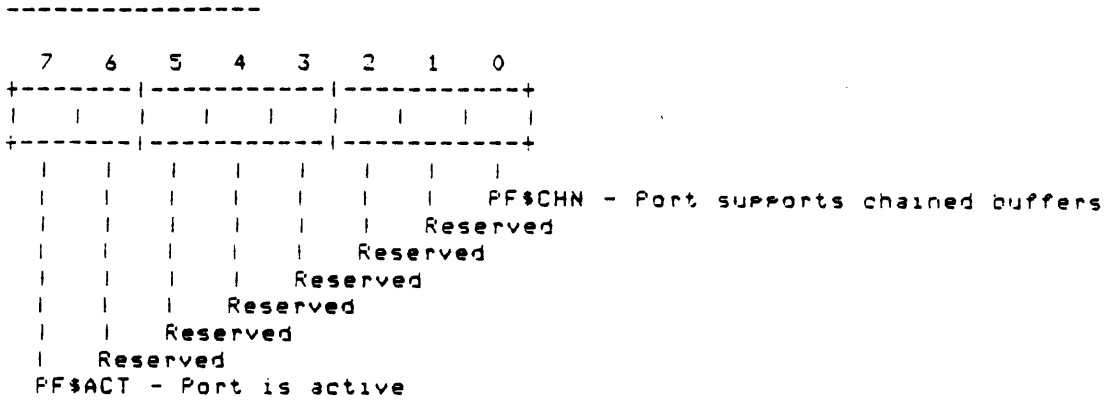 ----------------
7 6 5 4 3 2 1 0
+-------|-----------|-----------+
| | | | | | | | |
+-------|-----------|-----------+
| | | | | | | |
| | | | | | | PF$CHN - Port supports chained buffers
| | | | | | Reserved
| | | | | Reserved
| | | | Reserved
| | | Reserved
| | Reserved
| Reserved
PF$ACT - Port is active